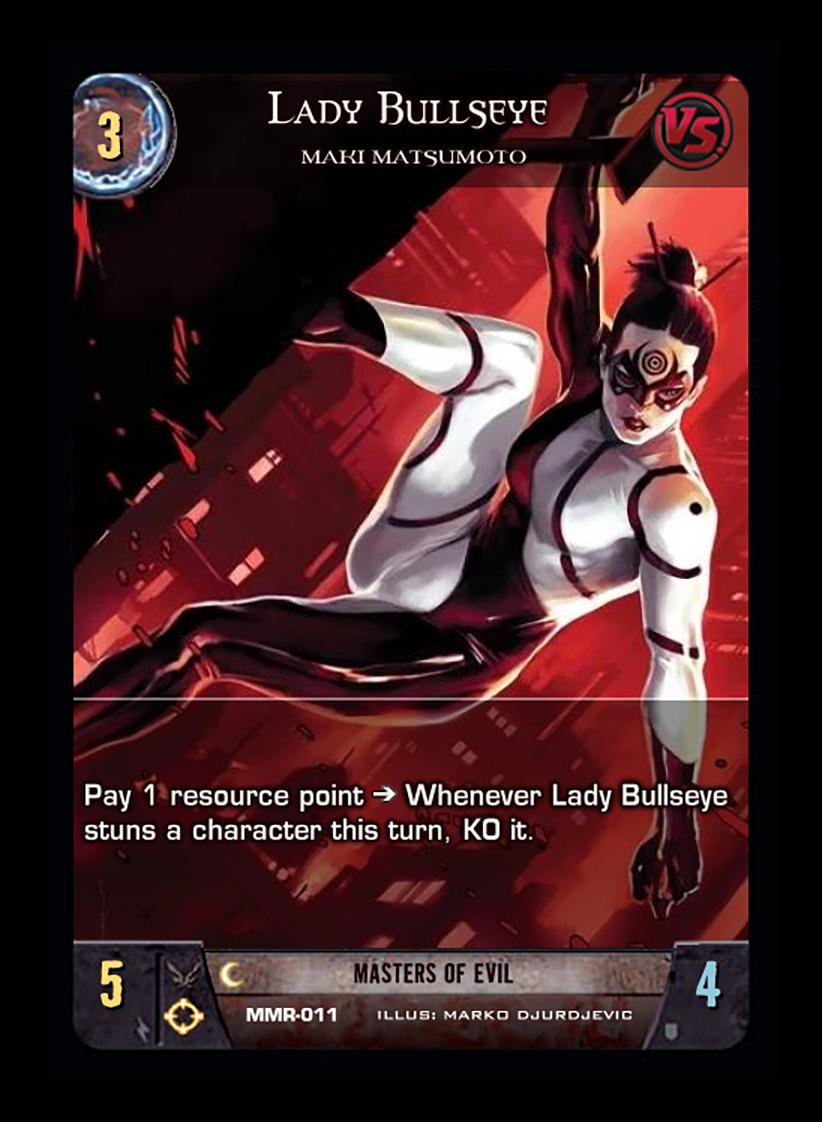 3
Lady Bullseye
VS.
MAKI MATSUMOTO
Pay 1 resource point → Whenever Lady Bullseye
stuns a character this turn, KO it.
5
MASTERS OF EVIL
4
MMR-011 ILLUS: MARKO DJURDJEVIC